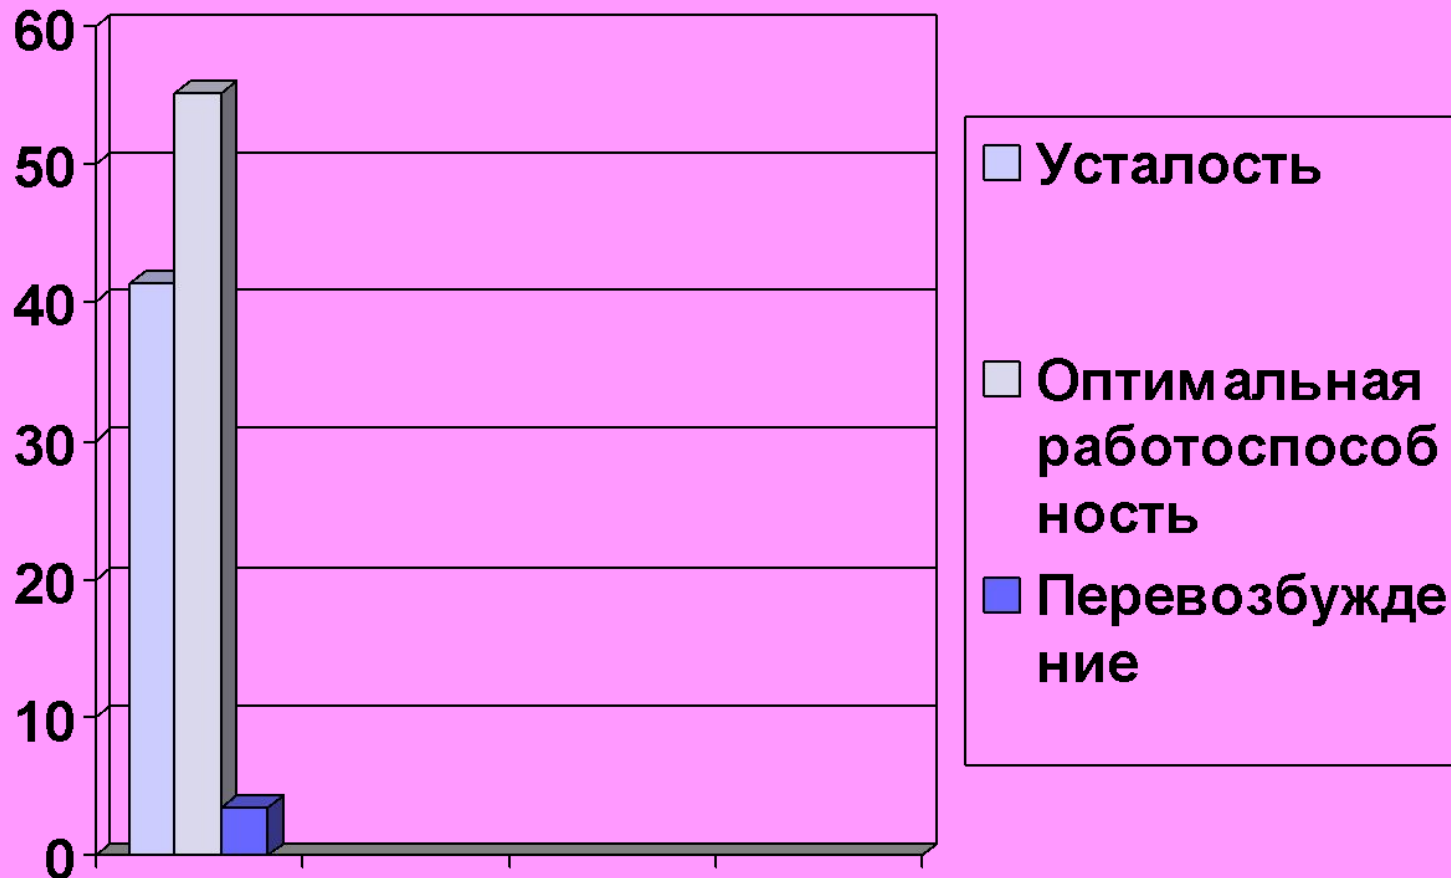 60
50
40
30
20
10
0
Усталость
Оптимальная
работоспособ
ность
Перевозбужде
ние